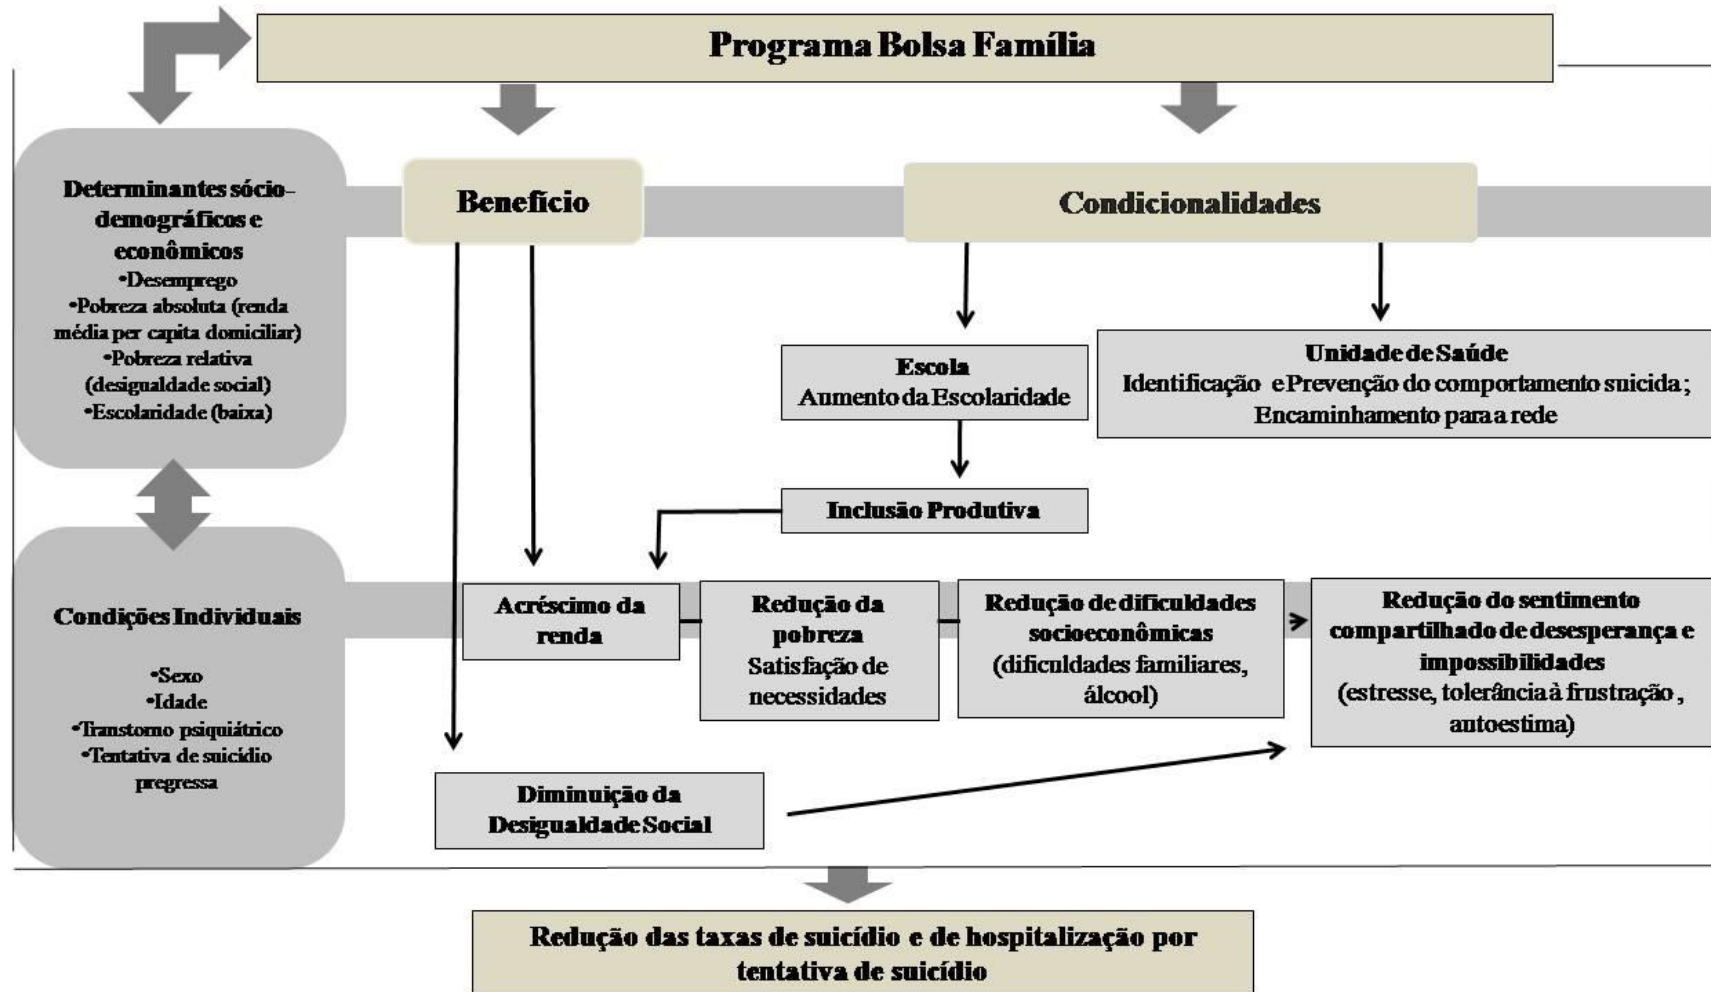 Programa Bolsa Família
Determinantes sócio-
demográficos e
econômicos
•Desemprego
•Pobreza absoluta (renda
média per capita domiciliar)
•Pobreza relativa
(desigualdade social)
•Escolaridade (baixa)
Benefício
Condicionalidades
Escola
Aumento da Escolaridade
Unidade de Saúde
Identificação e Prevenção do comportamento suicida;
Encaminhamento para a rede
Inclusão Produtiva
Condições Individuais
•Sexo
•Idade
•Transtorno psiquiátrico
•Tentativa de suicídio
pregressa
Acréscimo da
renda
Redução da
pobreza
Satisfação de
necessidades
Redução de dificuldades
socioeconômicas
(dificuldades familiares,
álcool)
Redução do sentimento
compartilhado de desesperança e
impossibilidades
(estresse, tolerância à frustração ,
autoestima)
Diminuição da
Desigualdade Social
Redução das taxas de suicídio e de hospitalização por
tentativa de suicídio